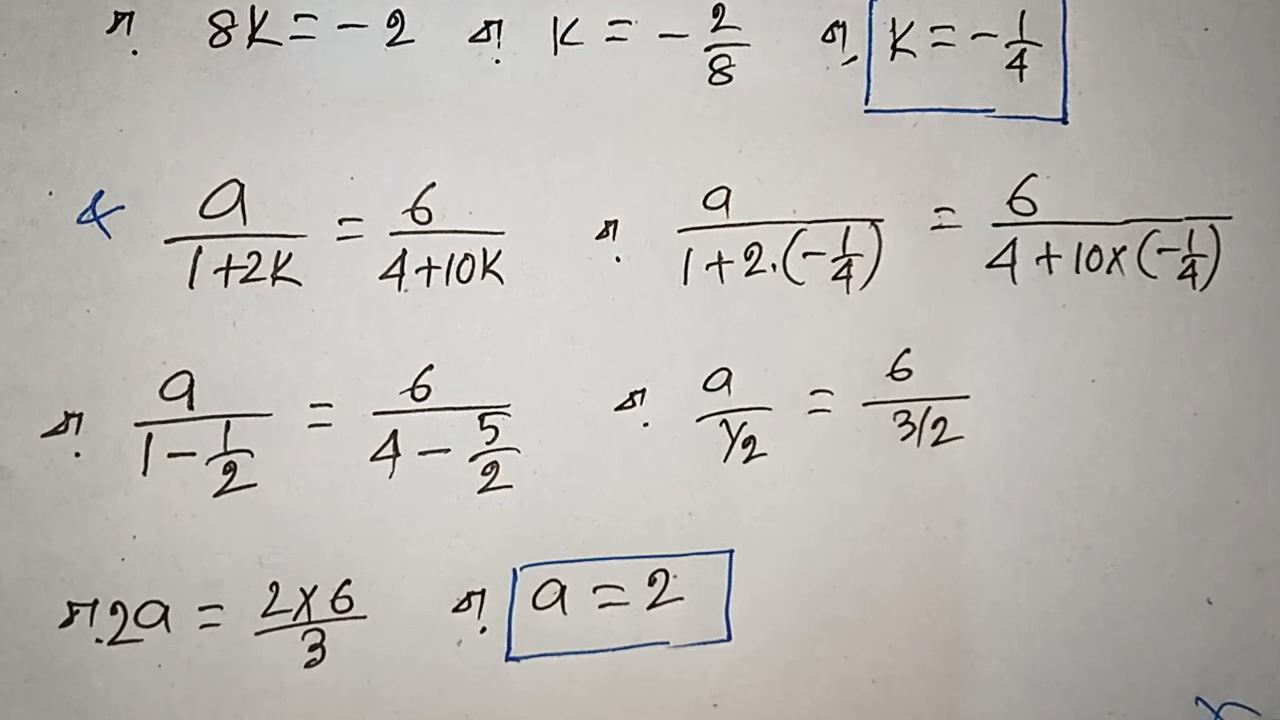 বা, 8K = - 2 বা, K = - 2/8 বা, K = - 1/4
& a/(1+2K) = 6/(4+10K) বা, a/(1+2.(-1/4)) = 6/(4+10×(-1/4))
বা, a/(1-1/2) = 6/(4-5/2) বা, a/(1/2) = 6/(3/2)
বা, 2a = (2×6)/3 বা, a = 2